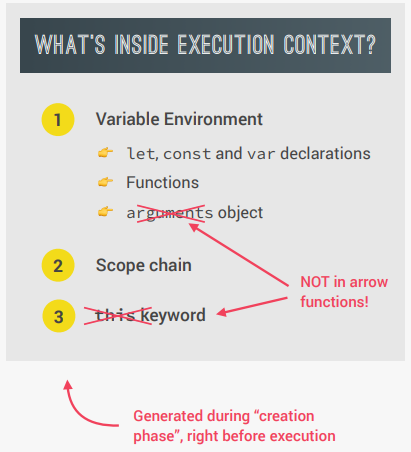 WHAT'S INSIDE EXECUTION CONTEXT?
1 Variable Environment
let, const and var declarations
Functions
arguments object
2 Scope chain
NOT in arrow
functions!
3 this keyword
Generated during “creation
phase”, right before execution